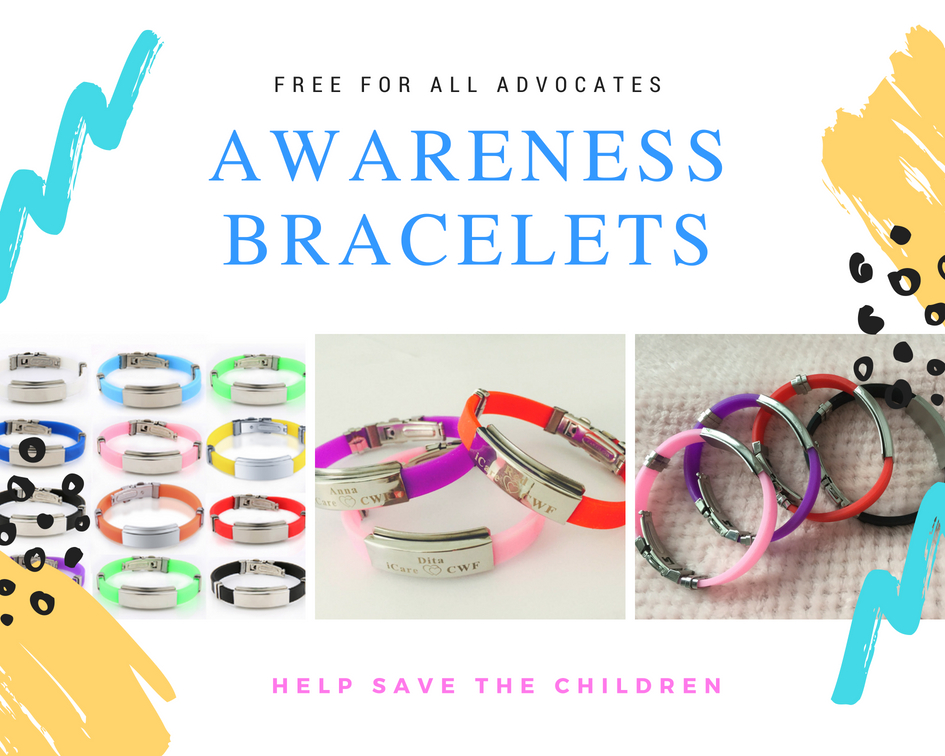 FREE FOR ALL ADVOCATES
AWARENESS
BRACELETS
Anna
iCare CWF
iCare CWF
Dita
iCare CWF
HELP SAVE THE CHILDREN